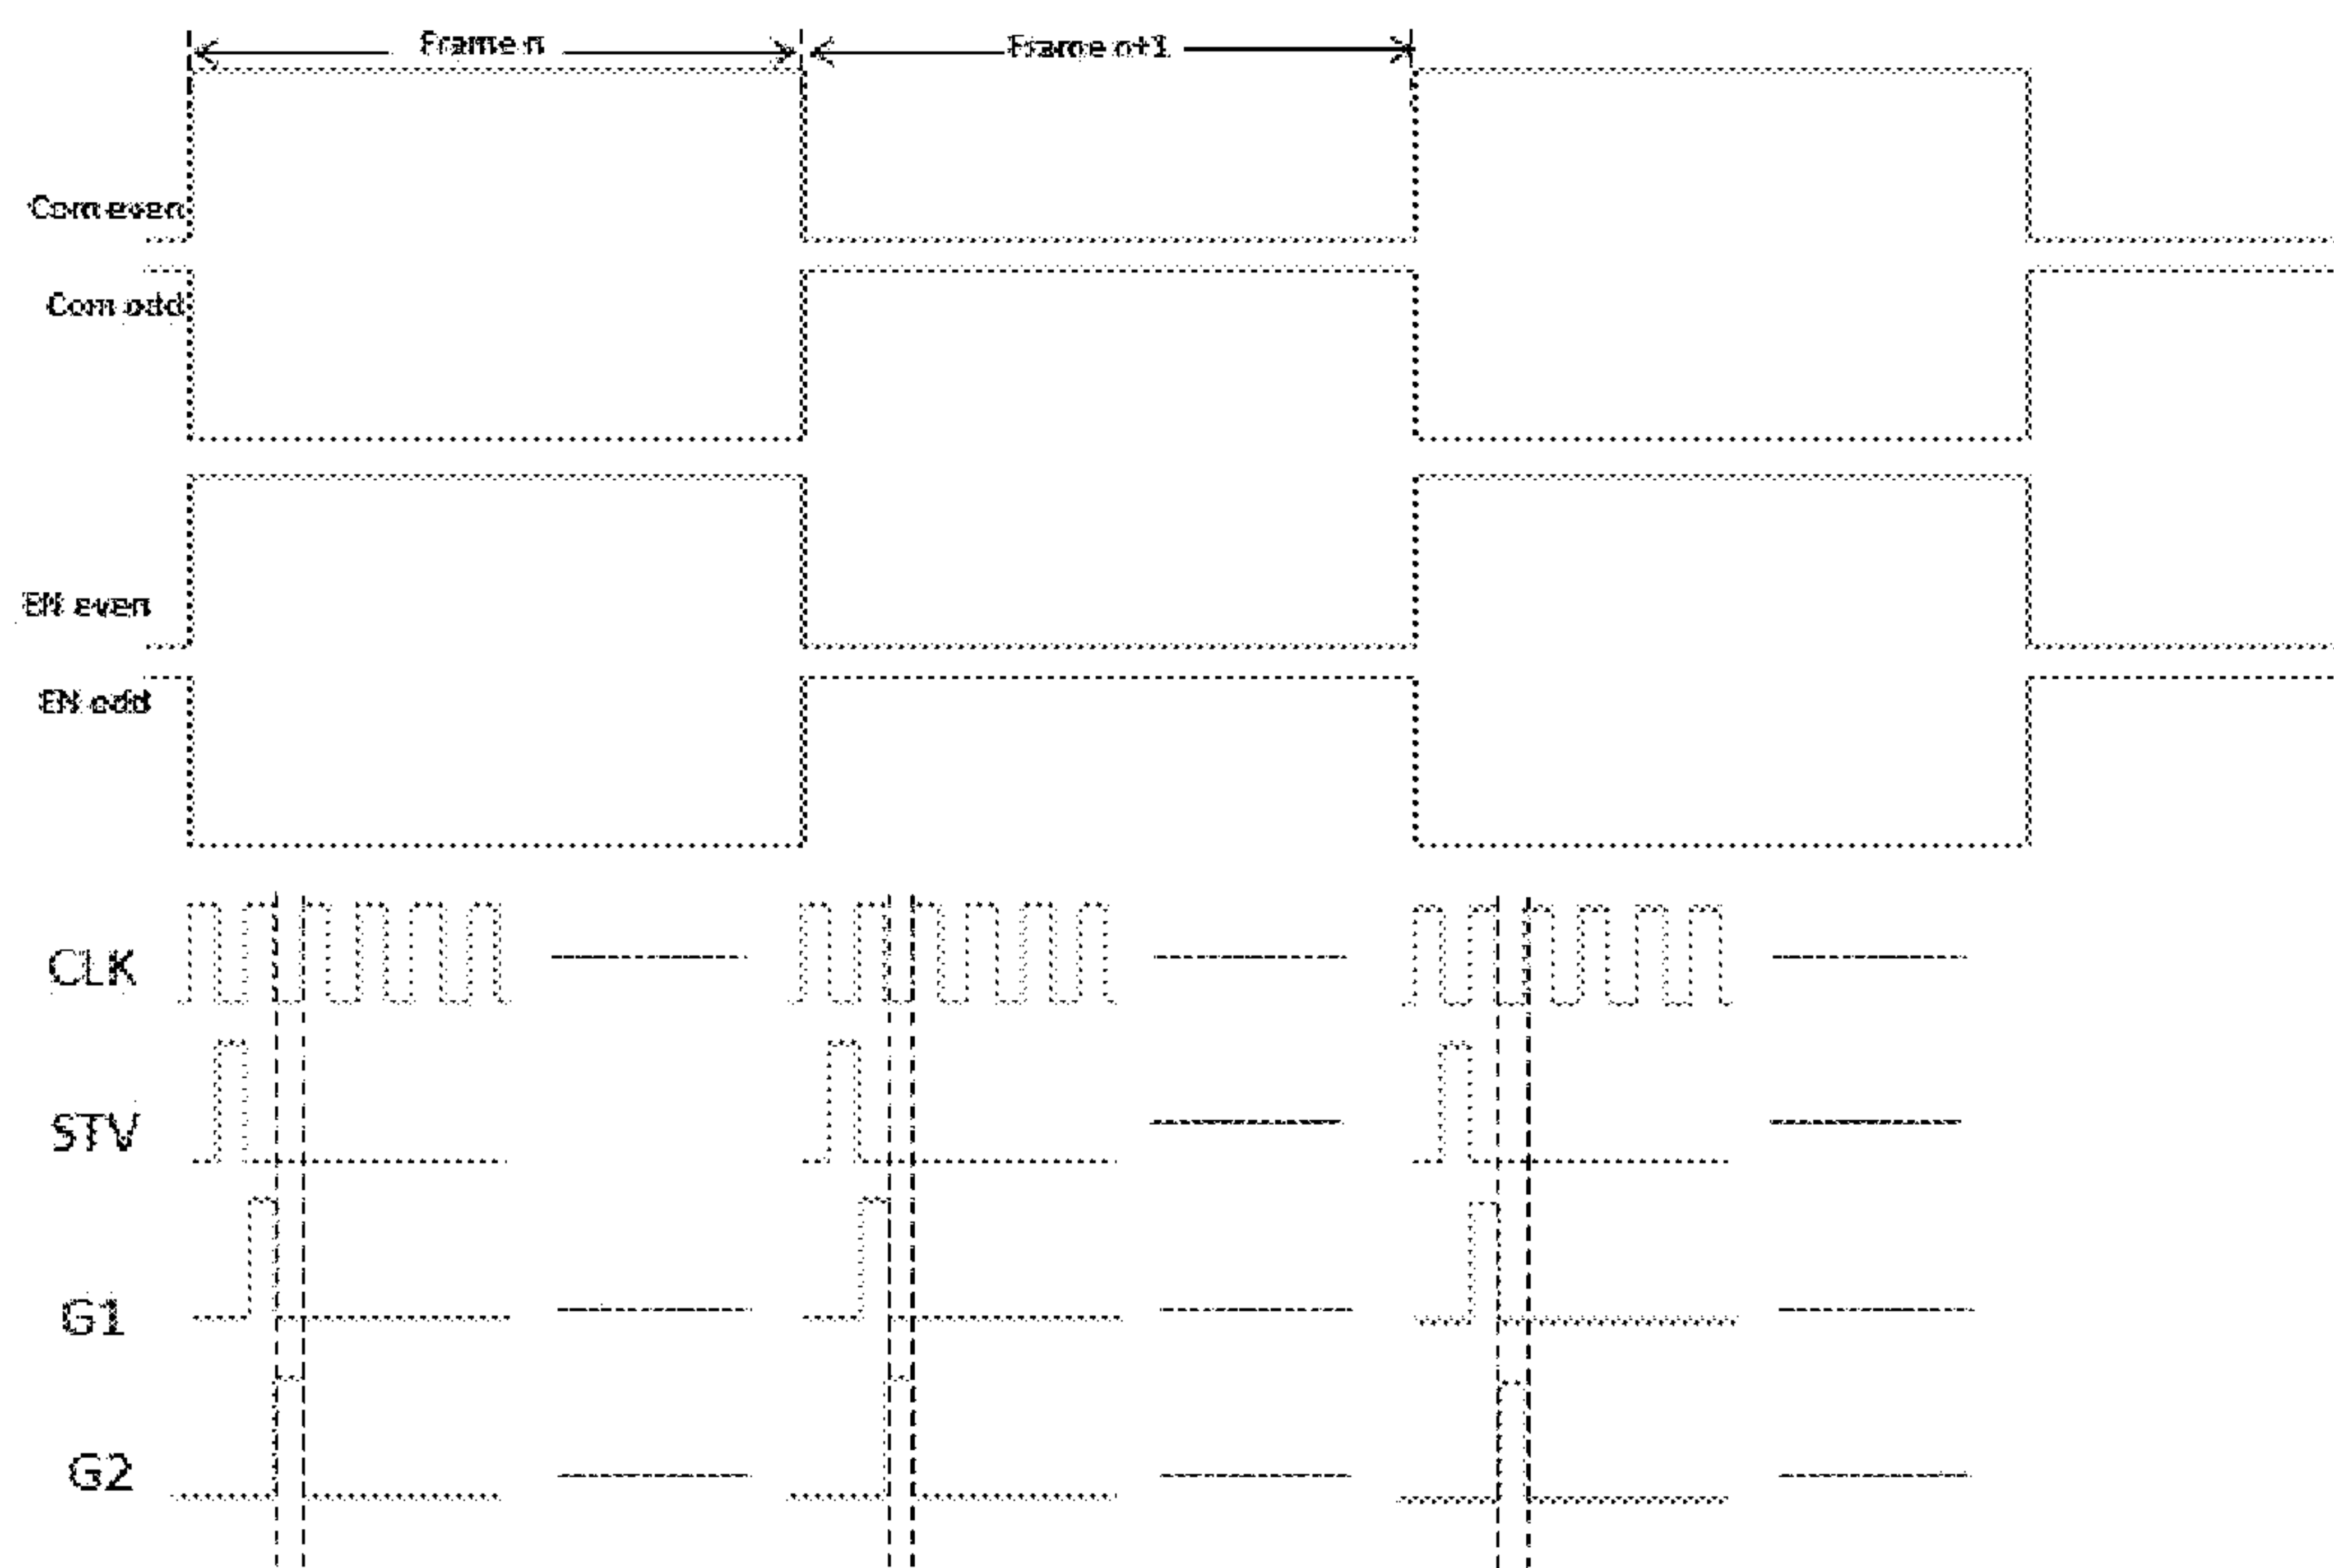 Frame n
Frame n+1
Com even
Com odd
EN even
EN odd
CLK
STV
G1
G2